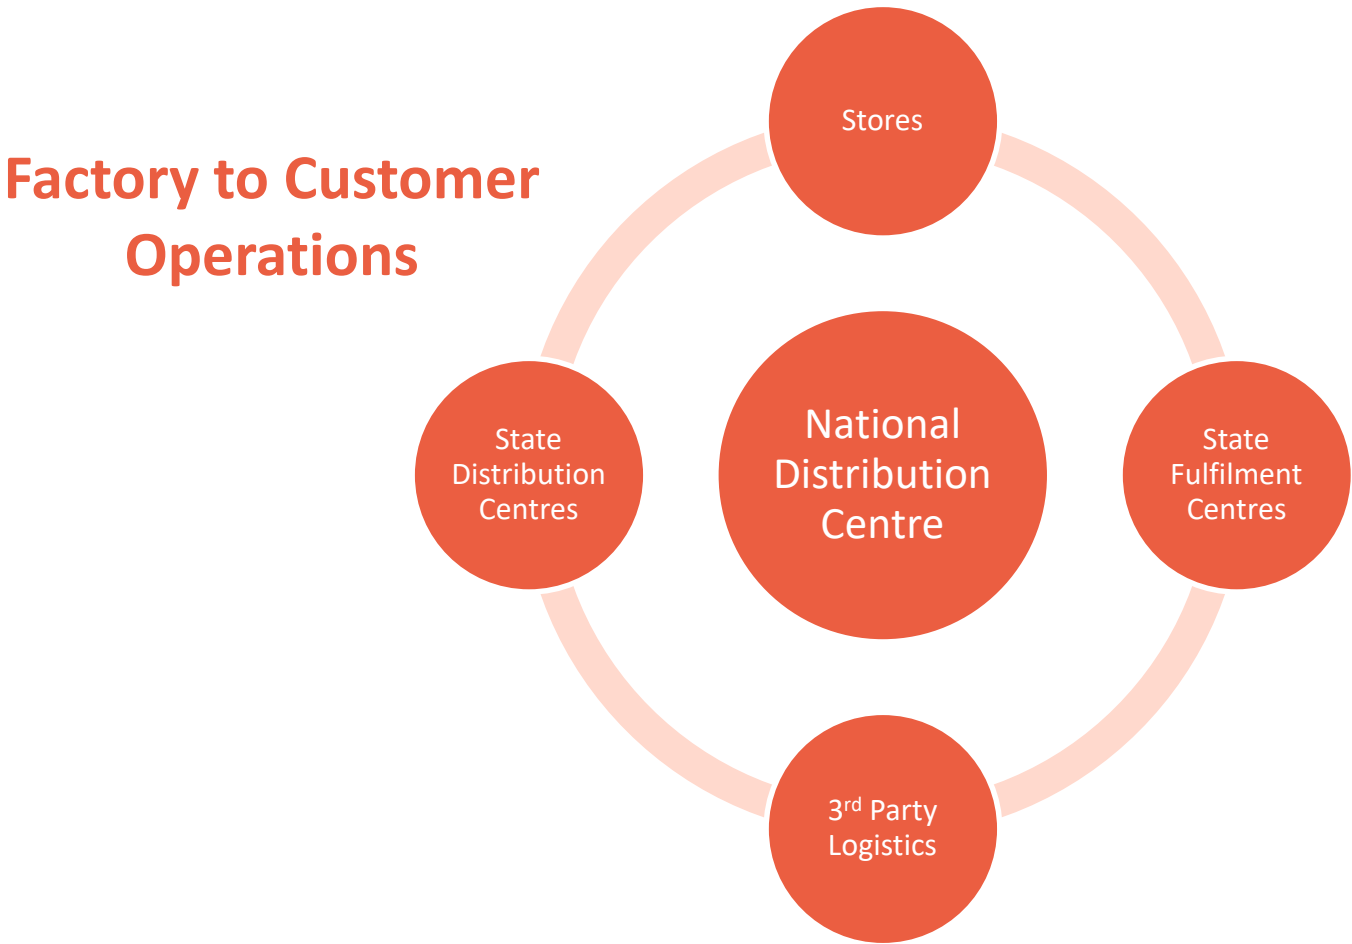 Factory to Customer
Operations
Stores
State
Distribution
Centres
National
Distribution
Centre
State
Fulfilment
Centres
3rd Party
Logistics